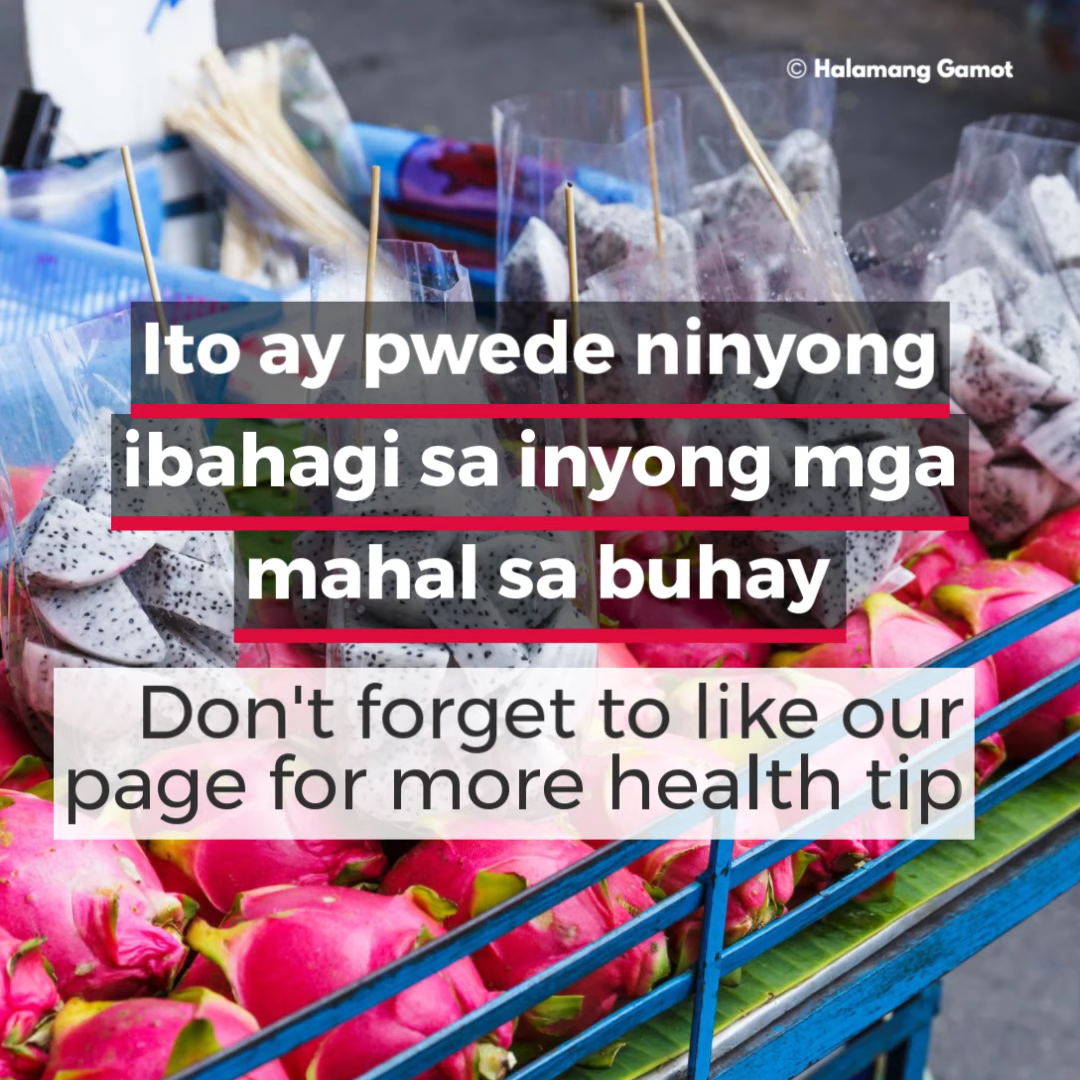 © Halamang Gamot
Ito ay pwede ninyong
ibahagi sa inyong mga
mahal sa buhay
Don't forget to like our
page for more health tip